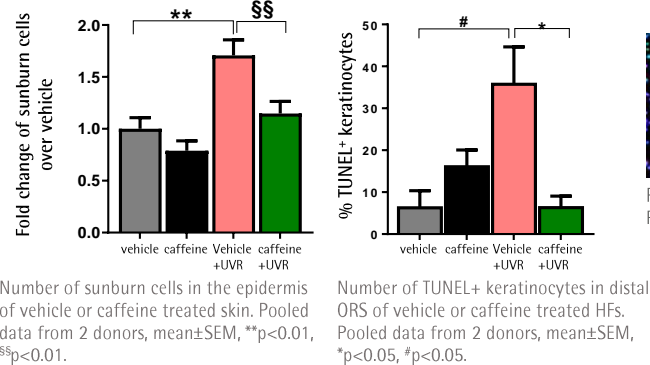 Fold change of sunburn cells
over vehicle
2.0
1.5
1.0
0.5
0.0
**
§§
vehicle caffeine Vehicle caffeine
+UVR +UVR
Number of sunburn cells in the epidermis
of vehicle or caffeine treated skin. Pooled
data from 2 donors, mean±SEM, **p<0.01,
§§p<0.01.
% TUNEL+ keratinocytes
50
40
30
20
10
0
#
*
vehicle caffeine Vehicle caffeine
+UVR +UVR
Number of TUNEL+ keratinocytes in distal
ORS of vehicle or caffeine treated HFs.
Pooled data from 2 donors, mean±SEM,
*p<0.05, #p<0.05.